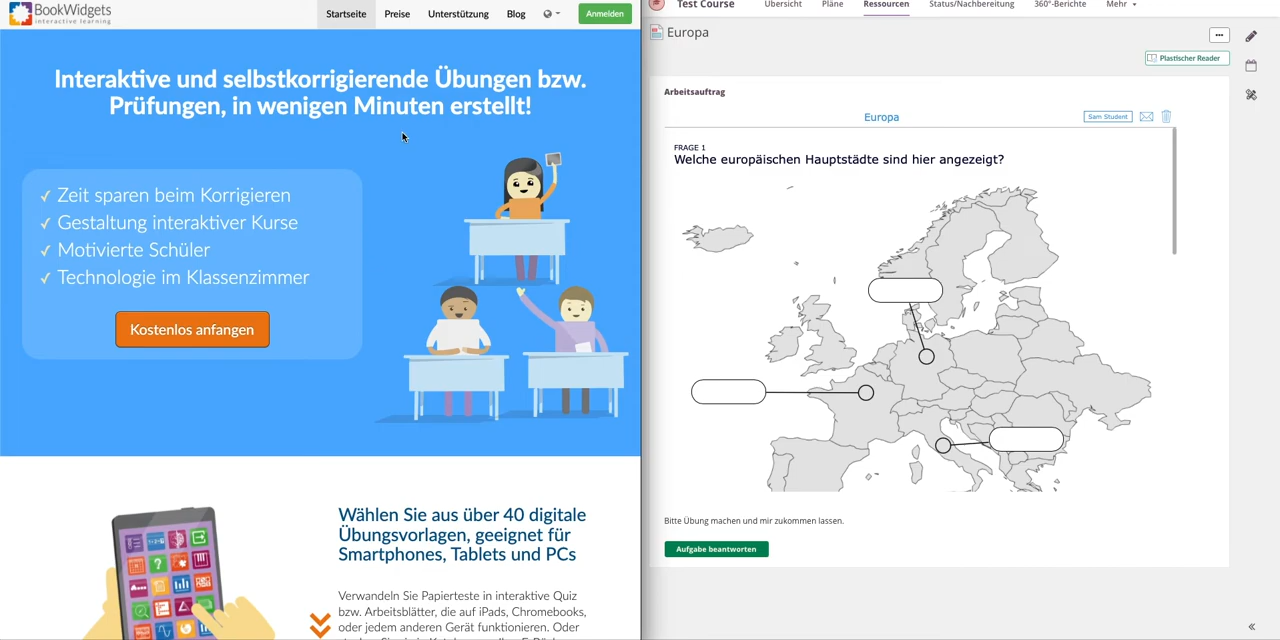 BookWidgets
interactive learning
Startseite
Preise
Unterstützung
Blog
Anmelden
Interaktive und selbstkorrigierende Übungen bzw.
Prüfungen, in wenigen Minuten erstellt!
✓ Zeit sparen beim Korrigieren
✓ Gestaltung interaktiver Kurse
✓ Motivierte Schüler
✓ Technologie im Klassenzimmer
Kostenlos anfangen
Wählen Sie aus über 40 digitale
Übungsvorlagen, geeignet für
Smartphones, Tablets und PCs
Verwandeln Sie Papierteste in interaktive Quiz
bzw. Arbeitsblätter, die auf iPads, Chromebooks,
oder jedem anderen Gerät funktionieren. Oder
Test Course
Übersicht
Pläne
Ressourcen
Status/Nachbereitung
360°-Berichte
Mehr
Europa
Plastischer Reader
Arbeitsauftrag
Europa
Sam Student
FRAGE 1
Welche europäischen Hauptstädte sind hier angezeigt?
Bitte Übung machen und mir zukommen lassen.
Aufgabe beantworten